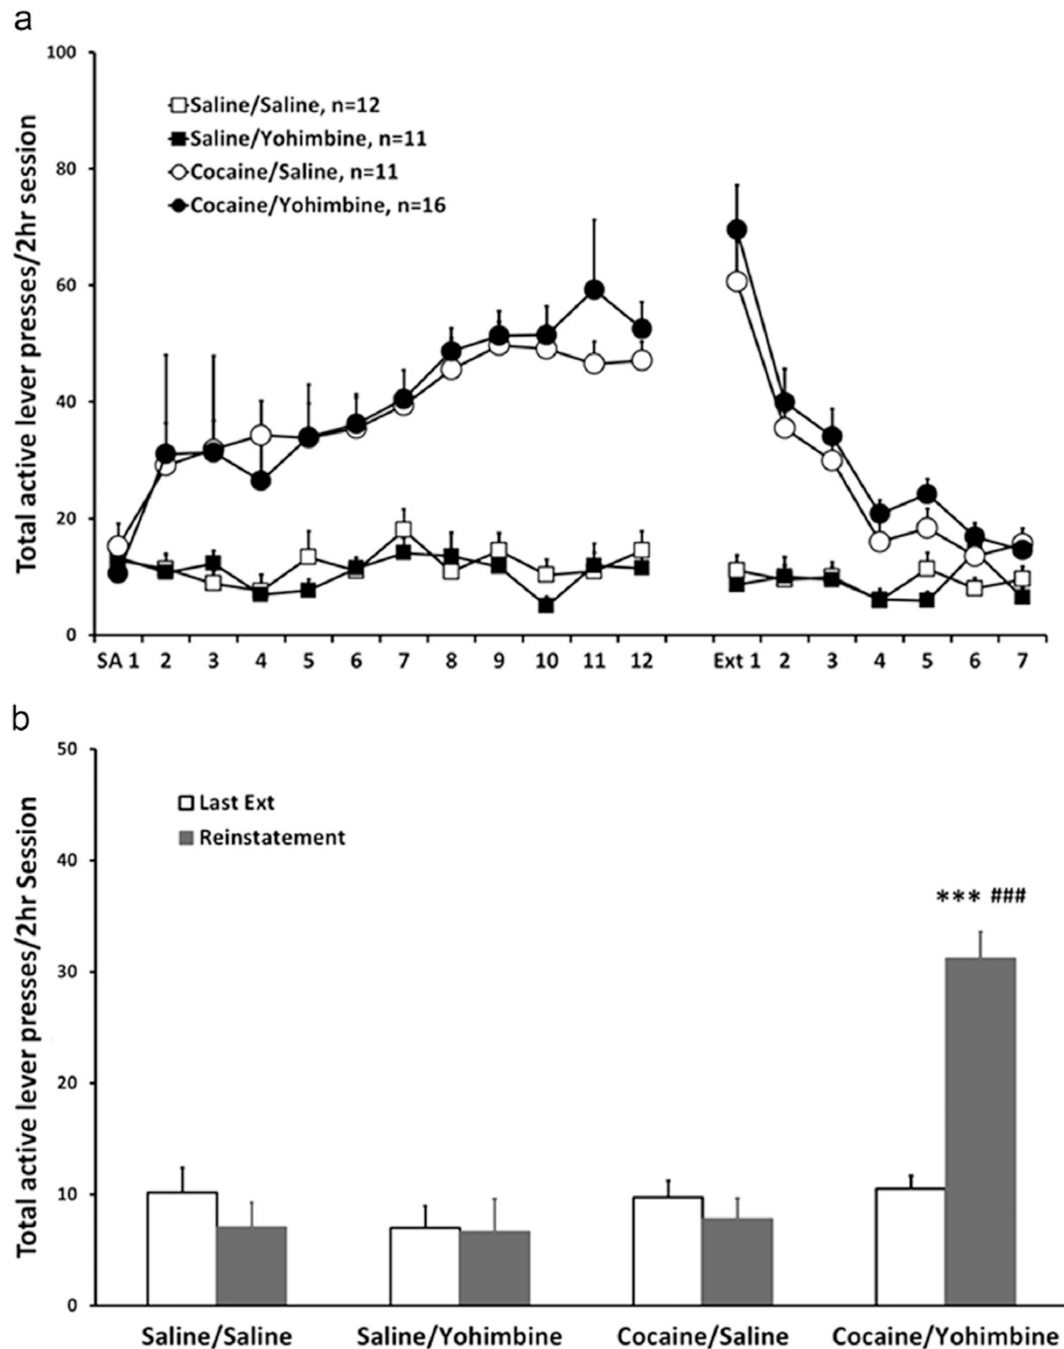 a
Total active lever presses/2hr session
100
80
60
40
20
0
Saline/Saline, n=12
Saline/Yohimbine, n=11
Cocaine/Saline, n=11
Cocaine/Yohimbine, n=16
SA 1 2 3 4 5 6 7 8 9 10 11 12 Ext 1 2 3 4 5 6 7
b
Total active lever presses/2hr Session
50
40
30
20
10
0
Last Ext
Reinstatement
*** ###
Saline/Saline Saline/Yohimbine Cocaine/Saline Cocaine/Yohimbine